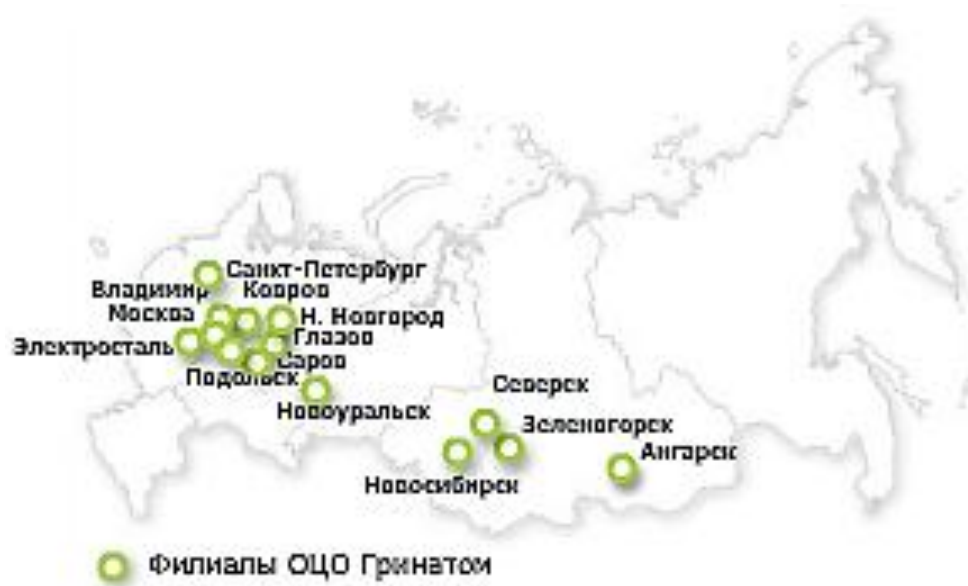 Санкт-Петербург
Владимир Ковров
Москва Н. Новгород
Глазов
Электросталь
Саров
Подольск
Северск
Новоуральск
Зеленогорск
Ангарск
Новосибирск
Филиалы ОЦО Гринатом